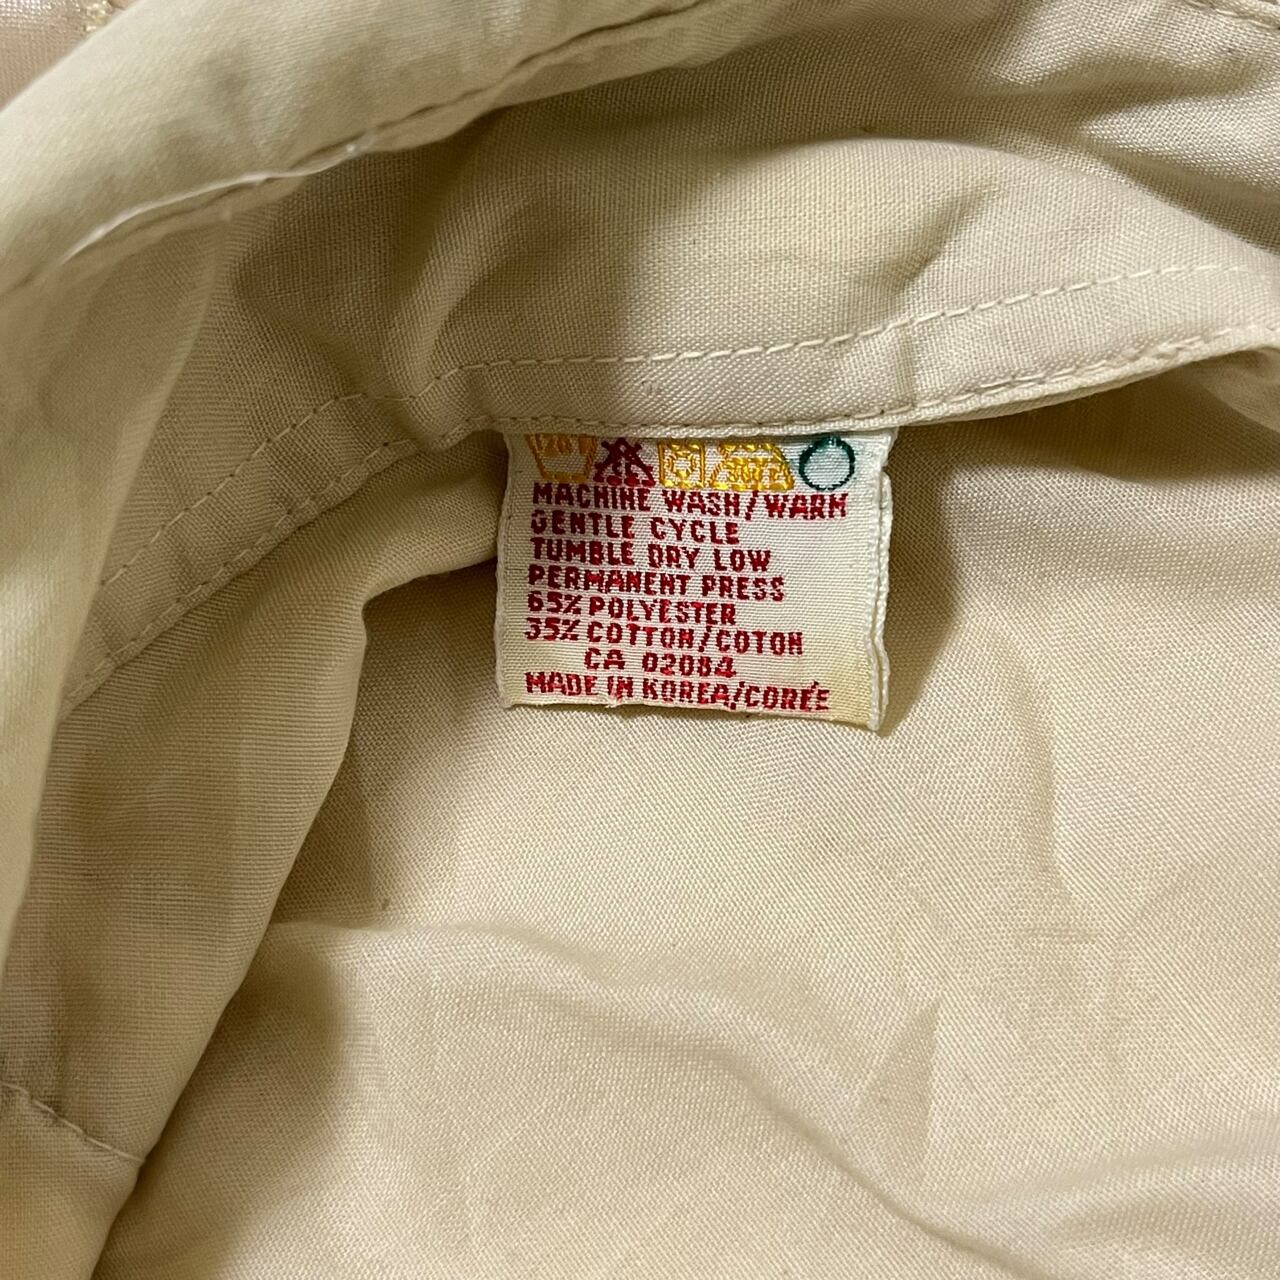 MACHINE WASH/WARM
GENTLE CYCLE
TUMBLE DRY LOW
PERMANENT PRESS
65% POLYESTER
35% COTTON/COTON
CA 02084
MADE IN KOREA/CORÉE